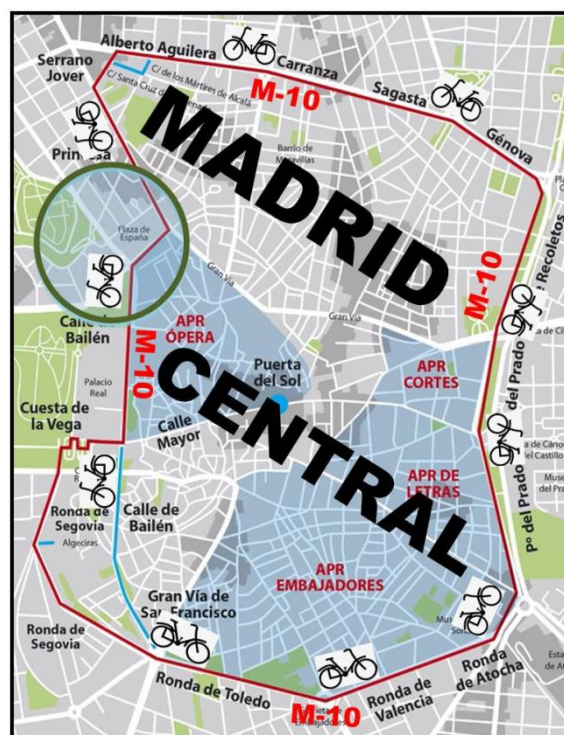 Alberto Aguilera
Carranza
Serrano
Jover
C/ de los Mártires de Alcalá
C/ Santa Cruz de
M-10
Sagasta
Génova
Princesa
MADRID
Barrio de
Maravillas
Plaza de
España
Gran Vía
Gran Vía
M-10
de Recoletos
Calle de
Bailén
M-10
APR
ÓPERA
Puerta
del Sol
APR
CORTES
Palacio
Real
Cuesta de
la Vega
Calle
Mayor
CENTRAL
del Prado
Pº del Prado
APR DE
LETRAS
Ronda de
Segovia
Algeciras
Calle de
Bailén
APR
EMBAJADORES
Gran Vía de
San Francisco
Ronda de
Segovia
Ronda de Toledo
M-10
Embajadores
Ronda de
Valencia
Ronda
de Atocha